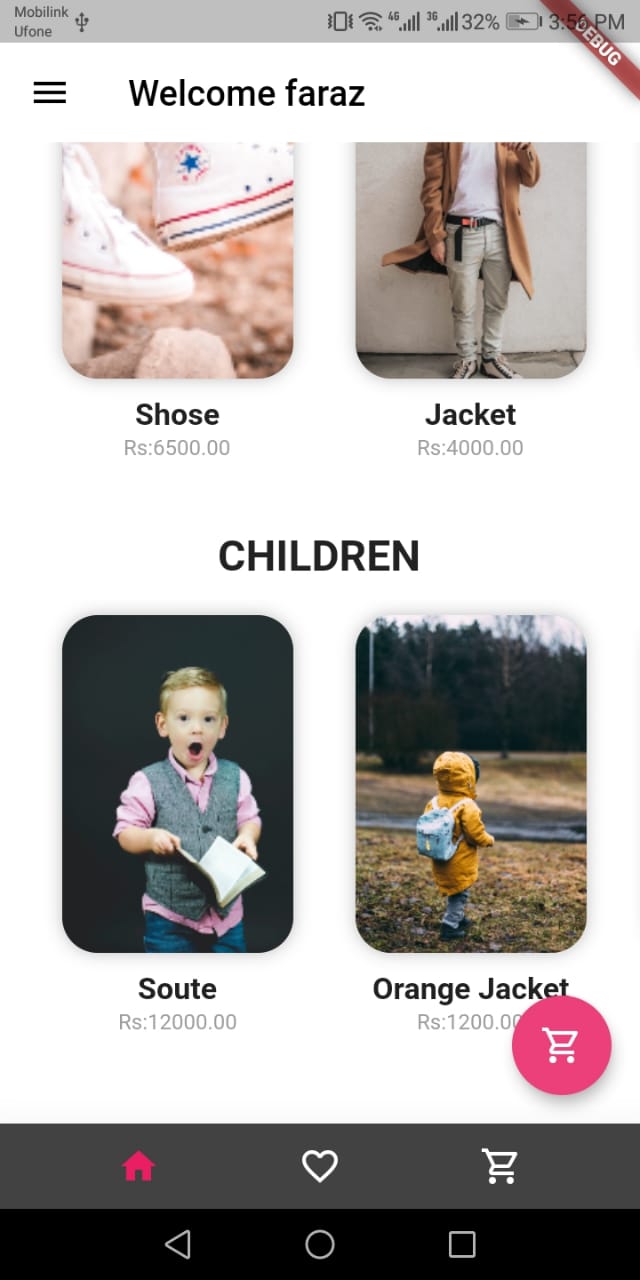 Mobilink
Ufone
4G 3G 32% 3:56 PM
DEBUG
Welcome faraz
Shose Jacket
Rs:6500.00 Rs:4000.00
CHILDREN
Soute Orange Jacket
Rs:12000.00 Rs:1200.00